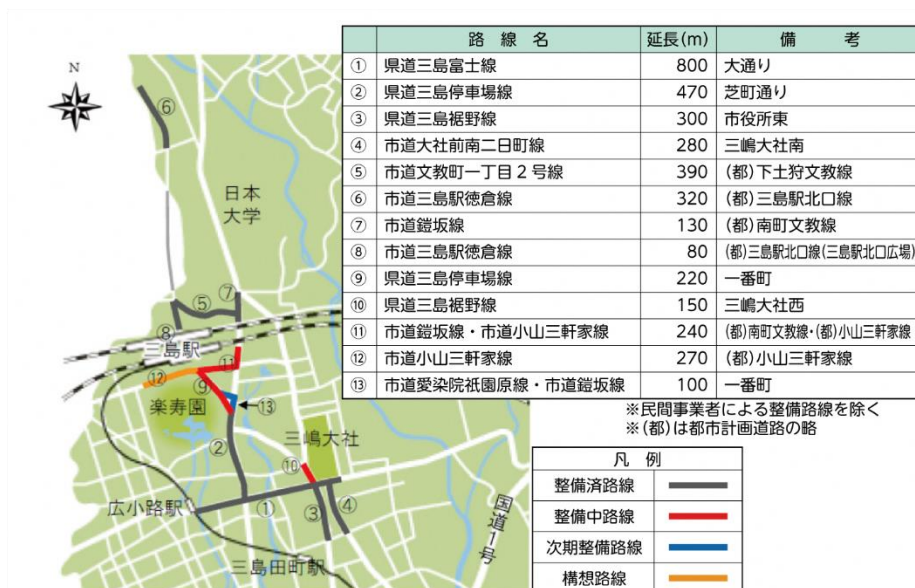 路線名 延長(m) 備考
① 県道三島富士線 800 大通り
② 県道三島停車場線 470 芝町通り
③ 県道三島裾野線 300 市役所東
④ 市道大社前南二日町線 280 三嶋大社南
⑤ 市道文教町一丁目2号線 390 (都)下土狩文教線
⑥ 市道三島駅徳倉線 320 (都)三島駅北口線
⑦ 市道鎧坂線 130 (都)南町文教線
⑧ 市道三島駅徳倉線 80 (都)三島駅北口線(三島駅北口広場)
⑨ 県道三島停車場線 220 一番町
⑩ 県道三島裾野線 150 三嶋大社西
⑪ 市道鎧坂線・市道小山三軒家線 240 (都)南町文教線・(都)小山三軒家線
⑫ 市道小山三軒家線 270 (都)小山三軒家線
⑬ 市道愛染院祇園原線・市道鎧坂線 100 一番町
※民間事業者による整備路線を除く
※(都)は都市計画道路の略
凡例
整備済路線
整備中路線
次期整備路線
構想路線
N
⑥
日本
大学
⑦
⑤
⑧
三島駅
⑪
⑫
⑨
楽寿園
⑬
三嶋大社
②
⑩
広小路駅
①
③
④
国道1号
三島田町駅